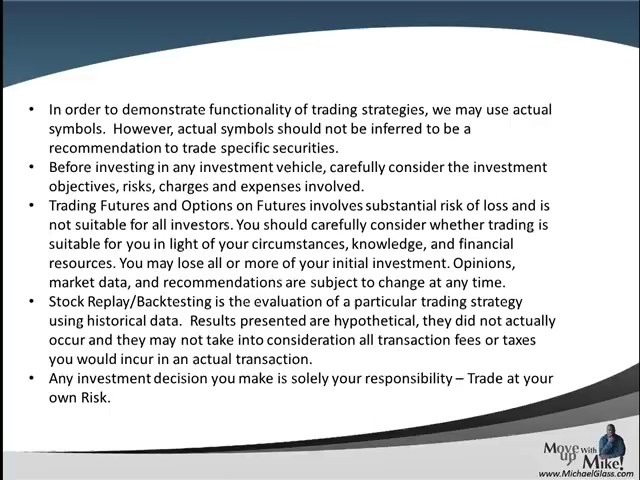 • In order to demonstrate functionality of trading strategies, we may use actual
symbols. However, actual symbols should not be inferred to be a
recommendation to trade specific securities.
• Before investing in any investment vehicle, carefully consider the investment
objectives, risks, charges and expenses involved.
• Trading Futures and Options on Futures involves substantial risk of loss and is
not suitable for all investors. You should carefully consider whether trading is
suitable for you in light of your circumstances, knowledge, and financial
resources. You may lose all or more of your initial investment. Opinions,
market data, and recommendations are subject to change at any time.
• Stock Replay/Backtesting is the evaluation of a particular trading strategy
using historical data. Results presented are hypothetical, they did not actually
occur and they may not take into consideration all transaction fees or taxes
you would incur in an actual transaction.
• Any investment decision you make is solely your responsibility – Trade at your
own Risk.
Move up With Mike!
www.MichaelGlass.com